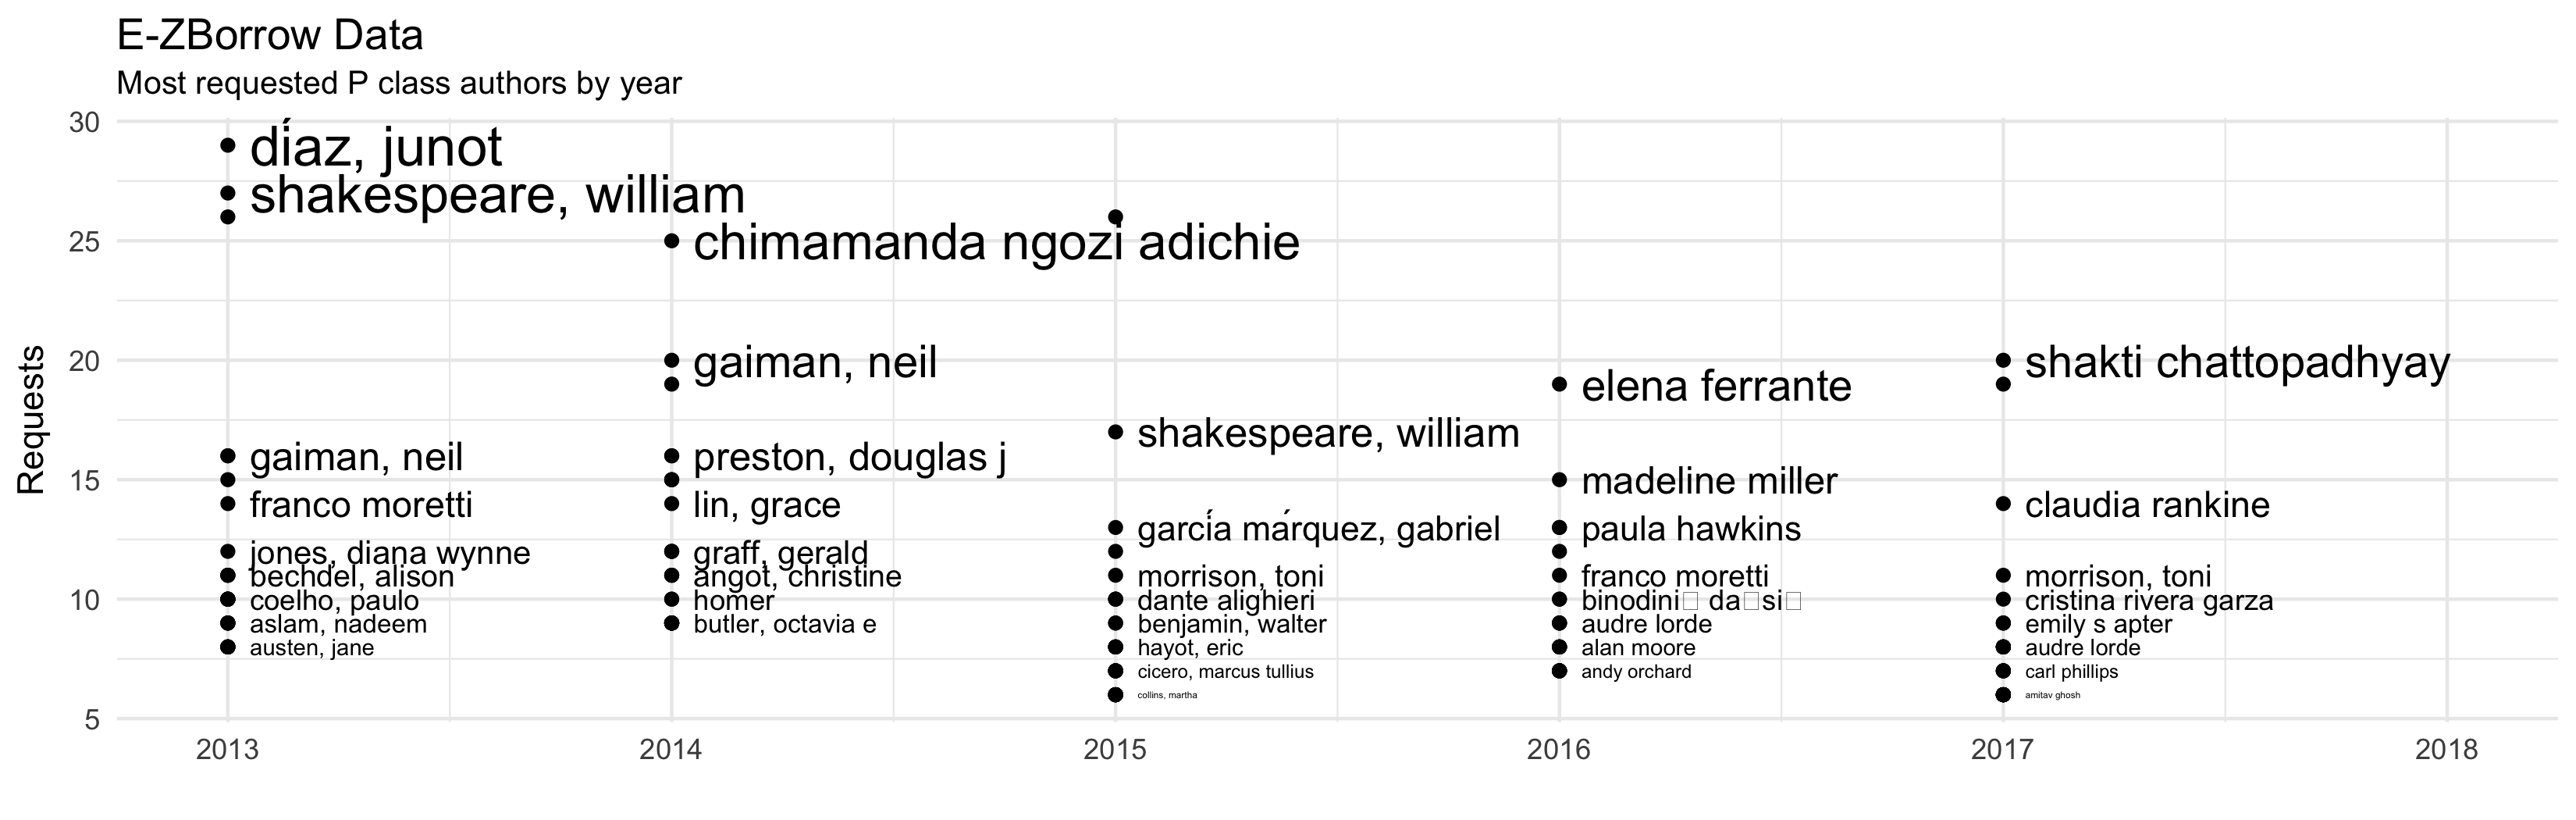 E-ZBorrow Data
Most requested P class authors by year
Requests
30
25
20
15
10
5
díaz, junot
shakespeare, william
gaiman, neil
franco moretti
jones, diana wynne
bechdel, alison
coelho, paulo
aslam, nadeem
austen, jane
chimamanda ngozi adichie
gaiman, neil
preston, douglas j
lin, grace
graff, gerald
angot, christine
homer
butler, octavia e
shakespeare, william
garcía márquez, gabriel
morrison, toni
dante alighieri
benjamin, walter
hayot, eric
cicero, marcus tullius
collins, martha
elena ferrante
madeline miller
paula hawkins
franco moretti
binodini▯ da▯si▯
audre lorde
alan moore
andy orchard
shakti chattopadhyay
claudia rankine
morrison, toni
cristina rivera garza
emily s apter
audre lorde
carl phillips
amitav ghosh
2013 2014 2015 2016 2017 2018